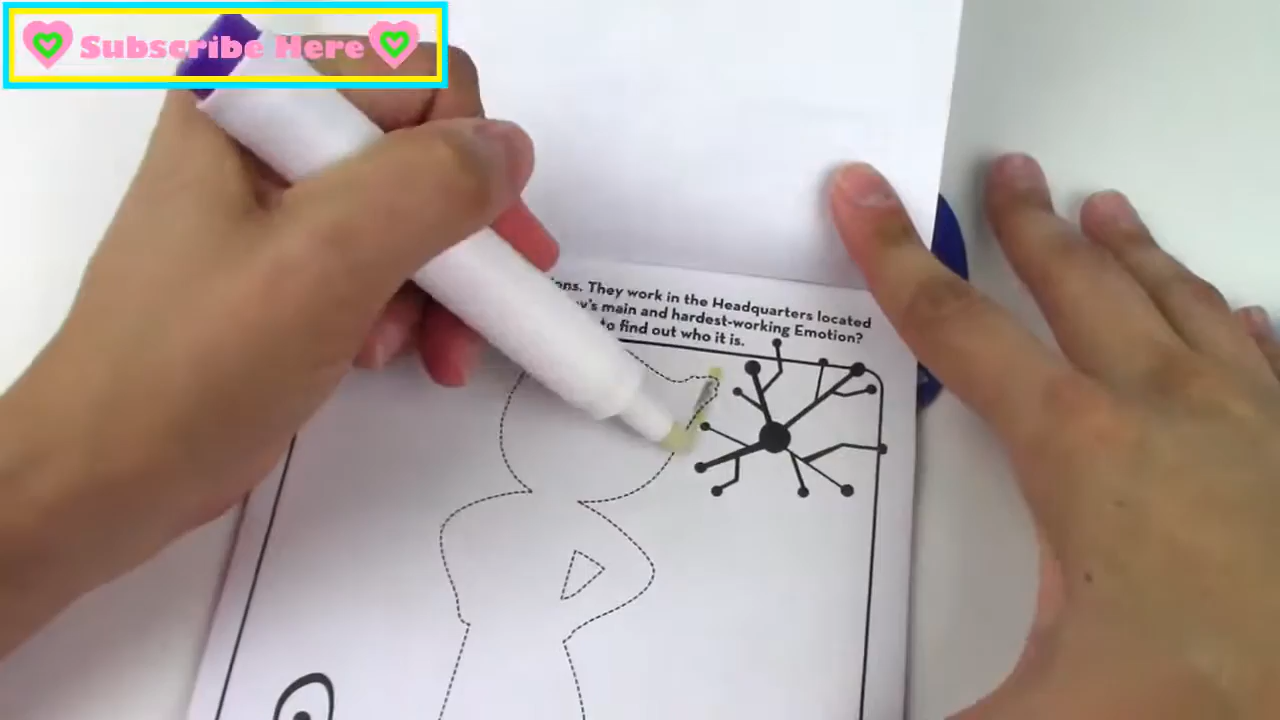 Subscribe Here
They work in the Headquarters located
main and hardest-working Emotion?
to find out who it is.